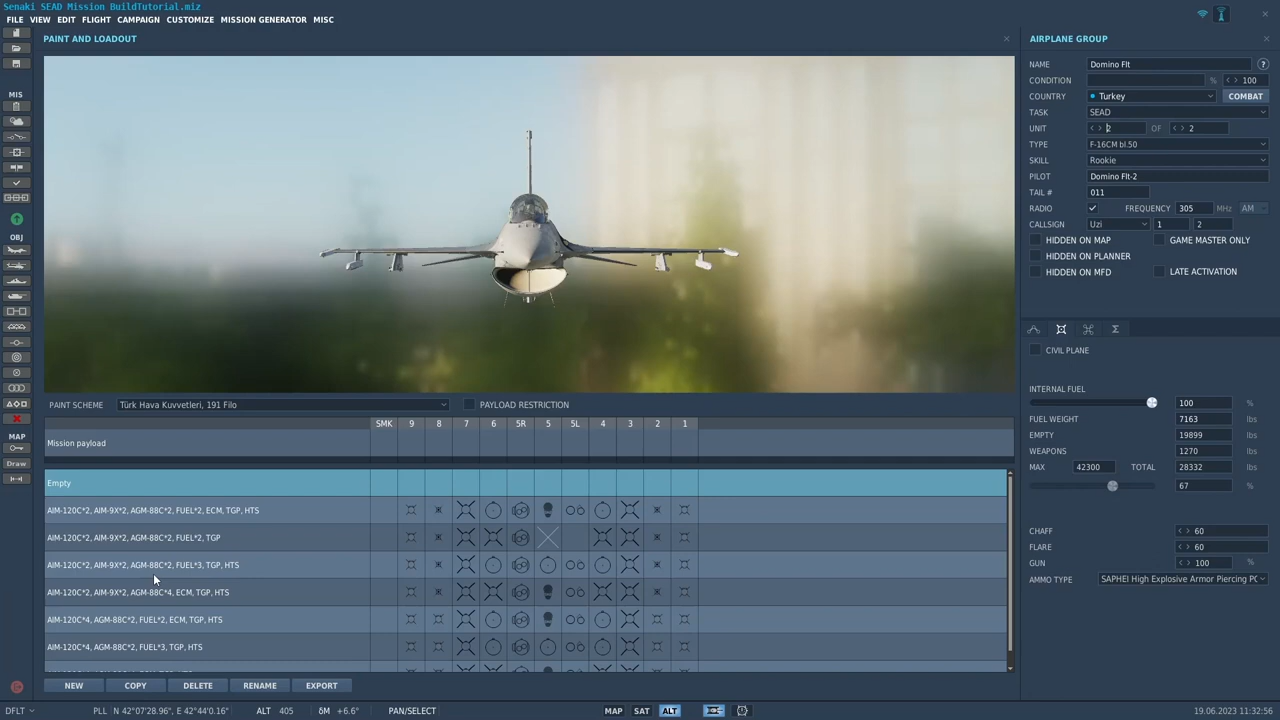 Senaki SEAD Mission BuildTutorial.miz
FILE VIEW EDIT FLIGHT CAMPAIGN CUSTOMIZE MISSION GENERATOR MISC
PAINT AND LOADOUT
MIS
OBJ
MAP
Draw
PAINT SCHEME Türk Hava Kuvvetleri, 191 Filo PAYLOAD RESTRICTION
SMK 9 8 7 6 5R 5 5L 4 3 2 1
Mission payload
Empty
AIM-120C*2, AIM-9X*2, AGM-88C*2, FUEL*2, ECM, TGP, HTS
AIM-120C*2, AIM-9X*2, AGM-88C*2, FUEL*2, TGP
AIM-120C*2, AIM-9X*2, AGM-88C*2, FUEL*3, TGP, HTS
AIM-120C*2, AIM-9X*2, AGM-88C*4, ECM, TGP, HTS
AIM-120C*4, AGM-88C*2, FUEL*2, ECM, TGP, HTS
AIM-120C*4, AGM-88C*2, FUEL*3, TGP, HTS
NEW COPY DELETE RENAME EXPORT
AIRPLANE GROUP
NAME Domino Flt ?
CONDITION % < > 100
COUNTRY Turkey COMBAT
TASK SEAD
UNIT < > 2 OF < > 2
TYPE F-16CM bl.50
SKILL Rookie
PILOT Domino Flt-2
TAIL # 011
RADIO FREQUENCY 305 MHz AM
CALLSIGN Uzi 1 2
HIDDEN ON MAP GAME MASTER ONLY
HIDDEN ON PLANNER
HIDDEN ON MFD LATE ACTIVATION
CIVIL PLANE
INTERNAL FUEL
100 %
FUEL WEIGHT 7163 lbs
EMPTY 19899 lbs
WEAPONS 1270 lbs
MAX 42300 TOTAL 28332 lbs
67 %
CHAFF < > 60
FLARE < > 60
GUN < > 100 %
AMMO TYPE SAPHEI High Explosive Armor Piercing PG
DFLT PLL N 42°07'28.96", E 42°44'0.16" ALT 405 δM +6.6° PAN/SELECT MAP SAT ALT 19.06.2023 11:32:56